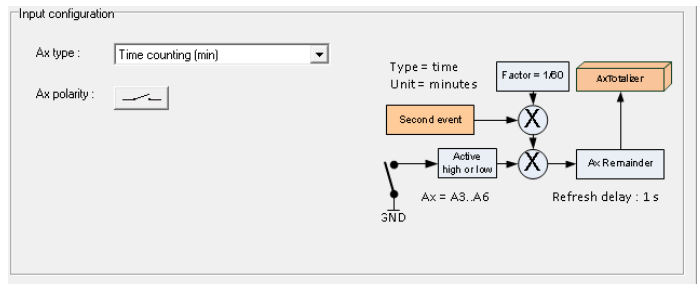 Input configuration
Ax type :
Time counting (min)
Ax polarity :
Type = time
Unit = minutes
Factor = 1/60
AxTotalizer
Second event
X
Active
high or low
X
Ax Remainder
Ax = A3..A6
Refresh delay : 1 s
GND